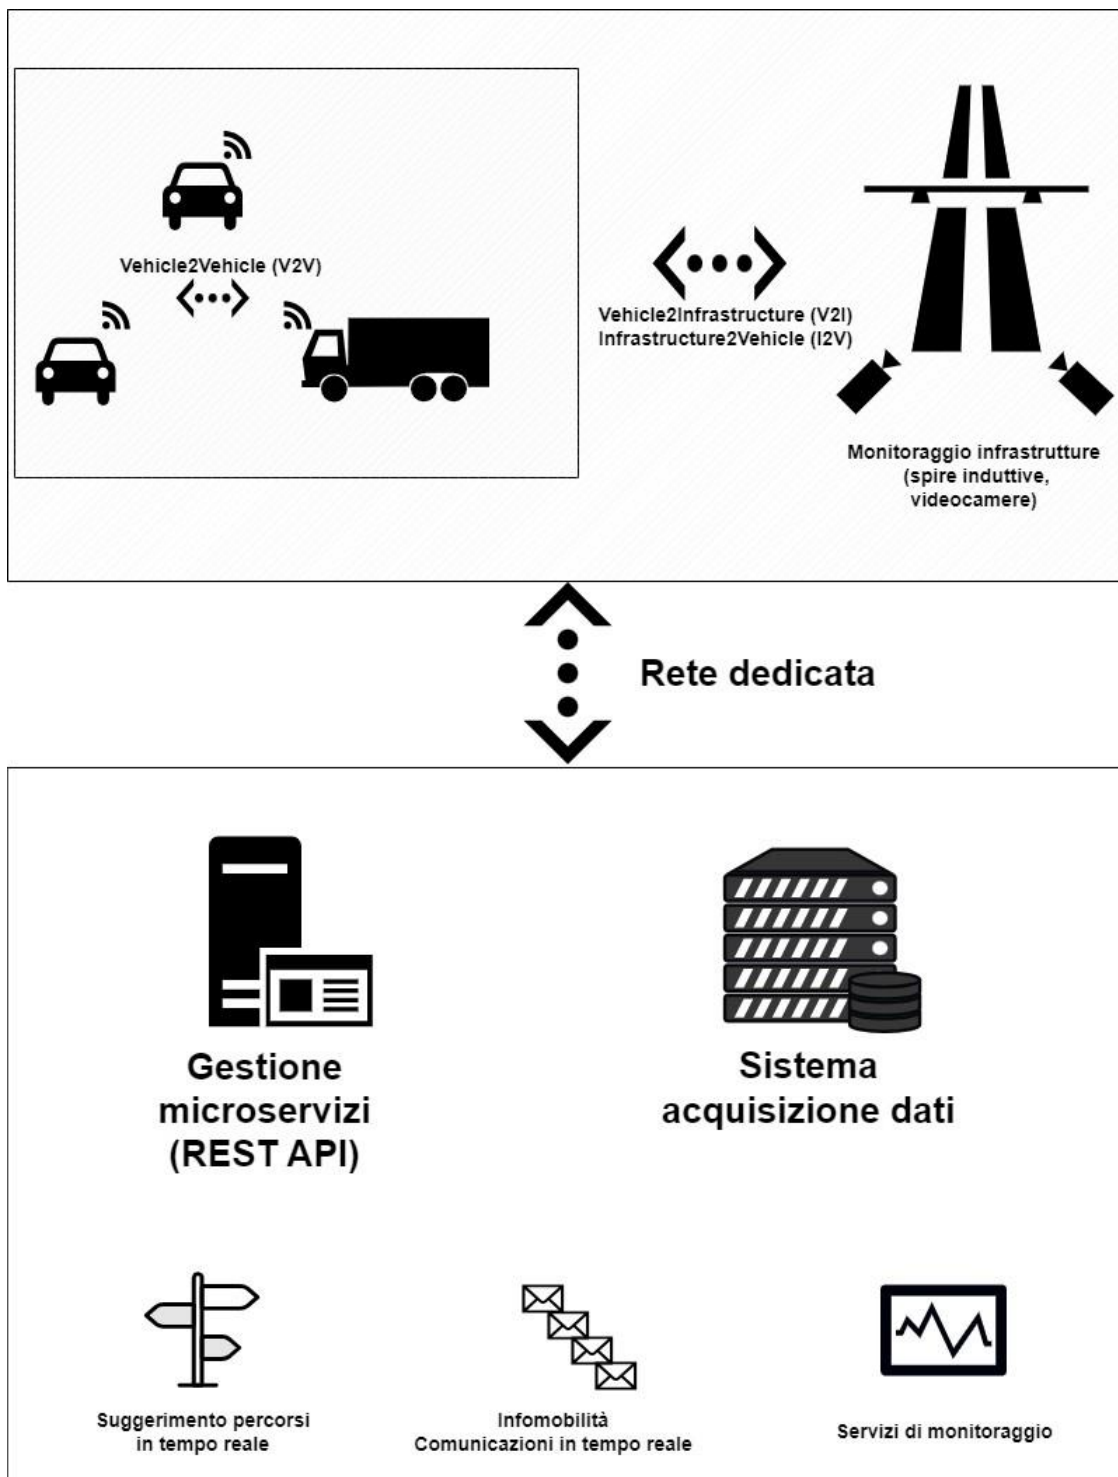 Vehicle2Vehicle (V2V)
Vehicle2Infrastructure (V2I)
Infrastructure2Vehicle (I2V)
Monitoraggio infrastrutture
(spire induttive,
videocamere)
Rete dedicata
Gestione
microservizi
(REST API)
Sistema
acquisizione dati
Suggerimento percorsi
in tempo reale
Infomobilità
Comunicazioni in tempo reale
Servizi di monitoraggio